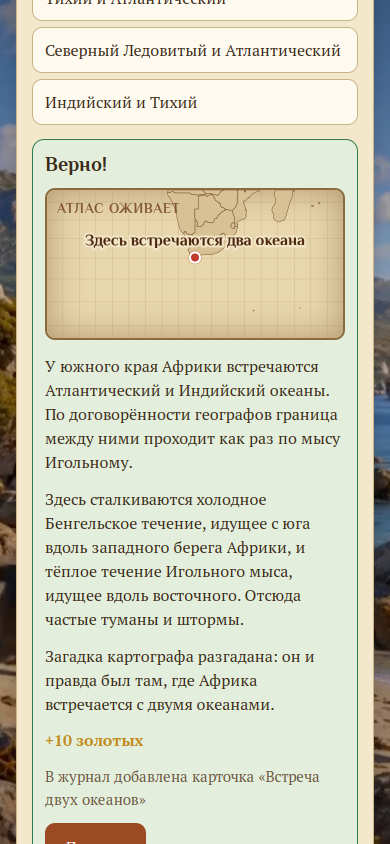 Тихий и Атлантический
Северный Ледовитый и Атлантический
Индийский и Тихий
Верно!
АТЛАС ОЖИВАЕТ
Здесь встречаются два океана
У южного края Африки встречаются
Атлантический и Индийский океаны.
По договорённости географов граница
между ними проходит как раз по мысу
Игольному.
Здесь сталкиваются холодное
Бенгельское течение, идущее с юга
вдоль западного берега Африки, и
тёплое течение Игольного мыса,
идущее вдоль восточного. Отсюда
частые туманы и штормы.
Загадка картографа разгадана: он и
правда был там, где Африка
встречается с двумя океанами.
+10 золотых
В журнал добавлена карточка «Встреча
двух океанов»